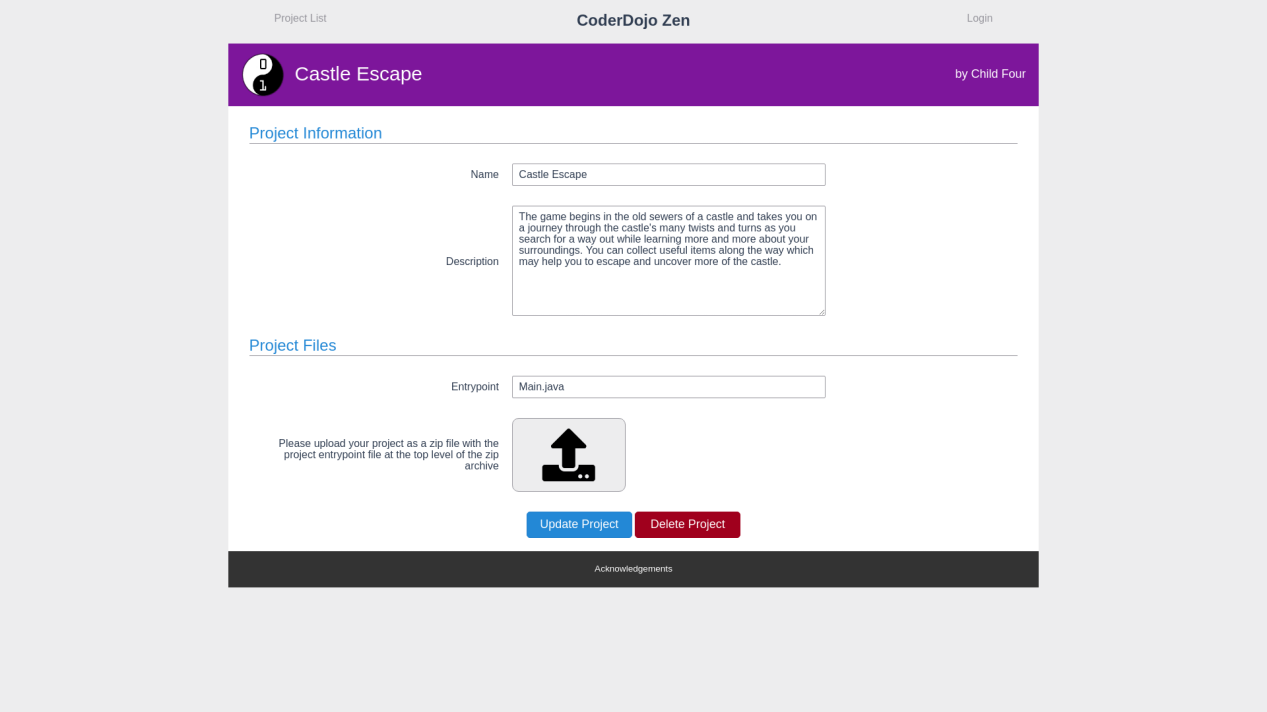 Project List
CoderDojo Zen
Login
0
1
Castle Escape
by Child Four
Project Information
Name
Castle Escape
Description
The game begins in the old sewers of a castle and takes you on
a journey through the castle's many twists and turns as you
search for a way out while learning more and more about your
surroundings. You can collect useful items along the way which
may help you to escape and uncover more of the castle.
Project Files
Entrypoint
Main.java
Please upload your project as a zip file with the
project entrypoint file at the top level of the zip
archive
Update Project
Delete Project
Acknowledgements